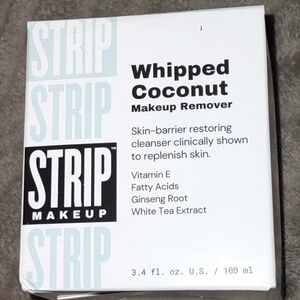 STRIP
STRIP
STRIP™
MAKEUP
STRIP
Whipped
Coconut
Makeup Remover
Skin-barrier restoring
cleanser clinically shown
to replenish skin.
Vitamin E
Fatty Acids
Ginseng Root
White Tea Extract
3.4 fl. oz. U.S. / 100 ml